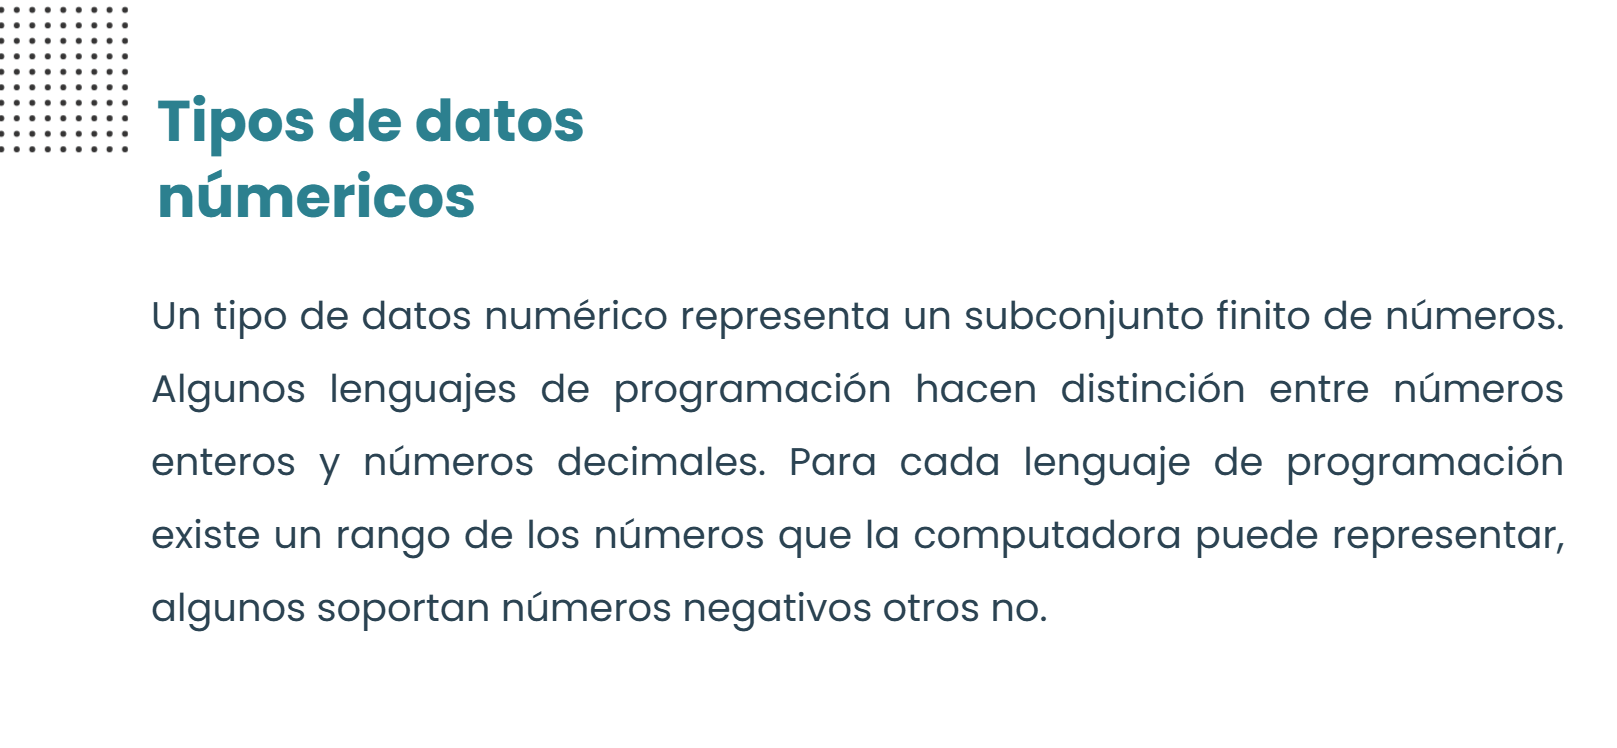 Tipos de datos
númericos
Un tipo de datos numérico representa un subconjunto finito de números.
Algunos lenguajes de programación hacen distinción entre números
enteros y números decimales. Para cada lenguaje de programación
existe un rango de los números que la computadora puede representar,
algunos soportan números negativos otros no.